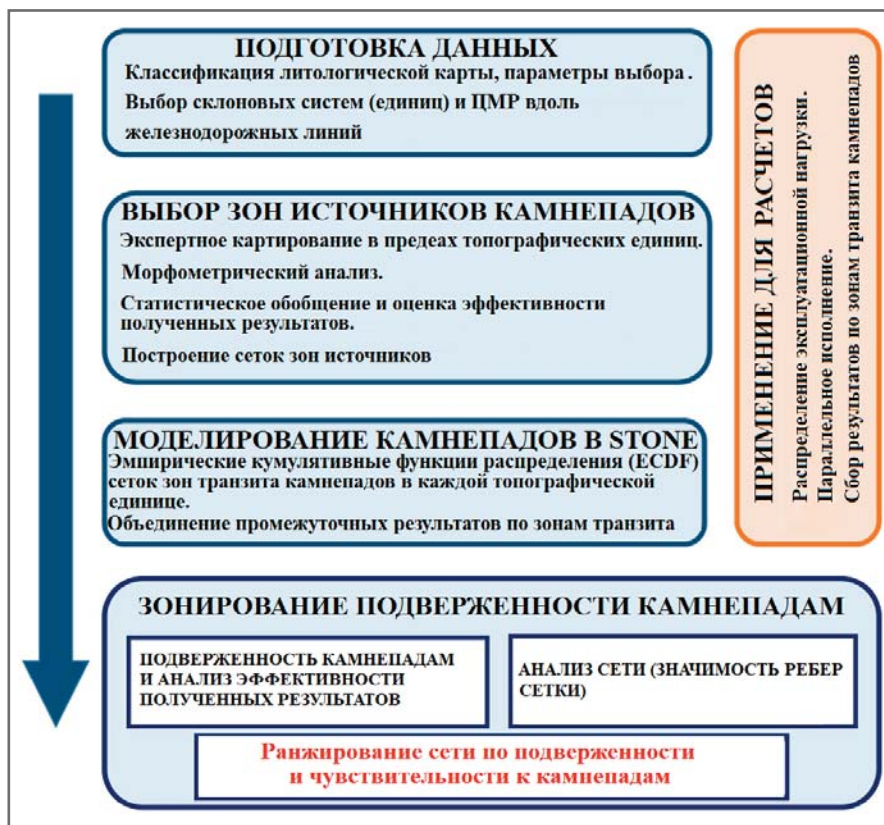 ПОДГОТОВКА ДАННЫХ
Классификация литологической карты, параметры выбора .
Выбор склоновых систем (единиц) и ЦМР вдоль
железнодорожных линий
ВЫБОР ЗОН ИСТОЧНИКОВ КАМНЕПАДОВ
Экспертное картирование в предеах топографических единиц.
Морфометрический анализ.
Статистическое обобщение и оценка эффективности
полученных результатов.
Построение сеток зон источников
МОДЕЛИРОВАНИЕ КАМНЕПАДОВ В STONE
Эмпирические кумулятивные функции распределения (ECDF)
сеток зон транзита камнепадов в каждой топографической
единице.
Объединение промежуточных результатов по зонам транзита
ПРИМЕНЕНИЕ ДЛЯ РАСЧЕТОВ
Распределение эксплуатационной нагрузки.
Параллельное исполнение.
Сбор результатов по зонам транзита камнепадов
ЗОНИРОВАНИЕ ПОДВЕРЖЕННОСТИ КАМНЕПАДАМ
ПОДВЕРЖЕННОСТЬ КАМНЕПАДАМ
И АНАЛИЗ ЭФФЕКТИВНОСТИ
ПОЛУЧЕННЫХ РЕЗУЛЬТАТОВ
АНАЛИЗ СЕТИ (ЗНАЧИМОСТЬ РЕБЕР
СЕТКИ)
Ранжирование сети по подверженности
и чувствительности к кампепадам